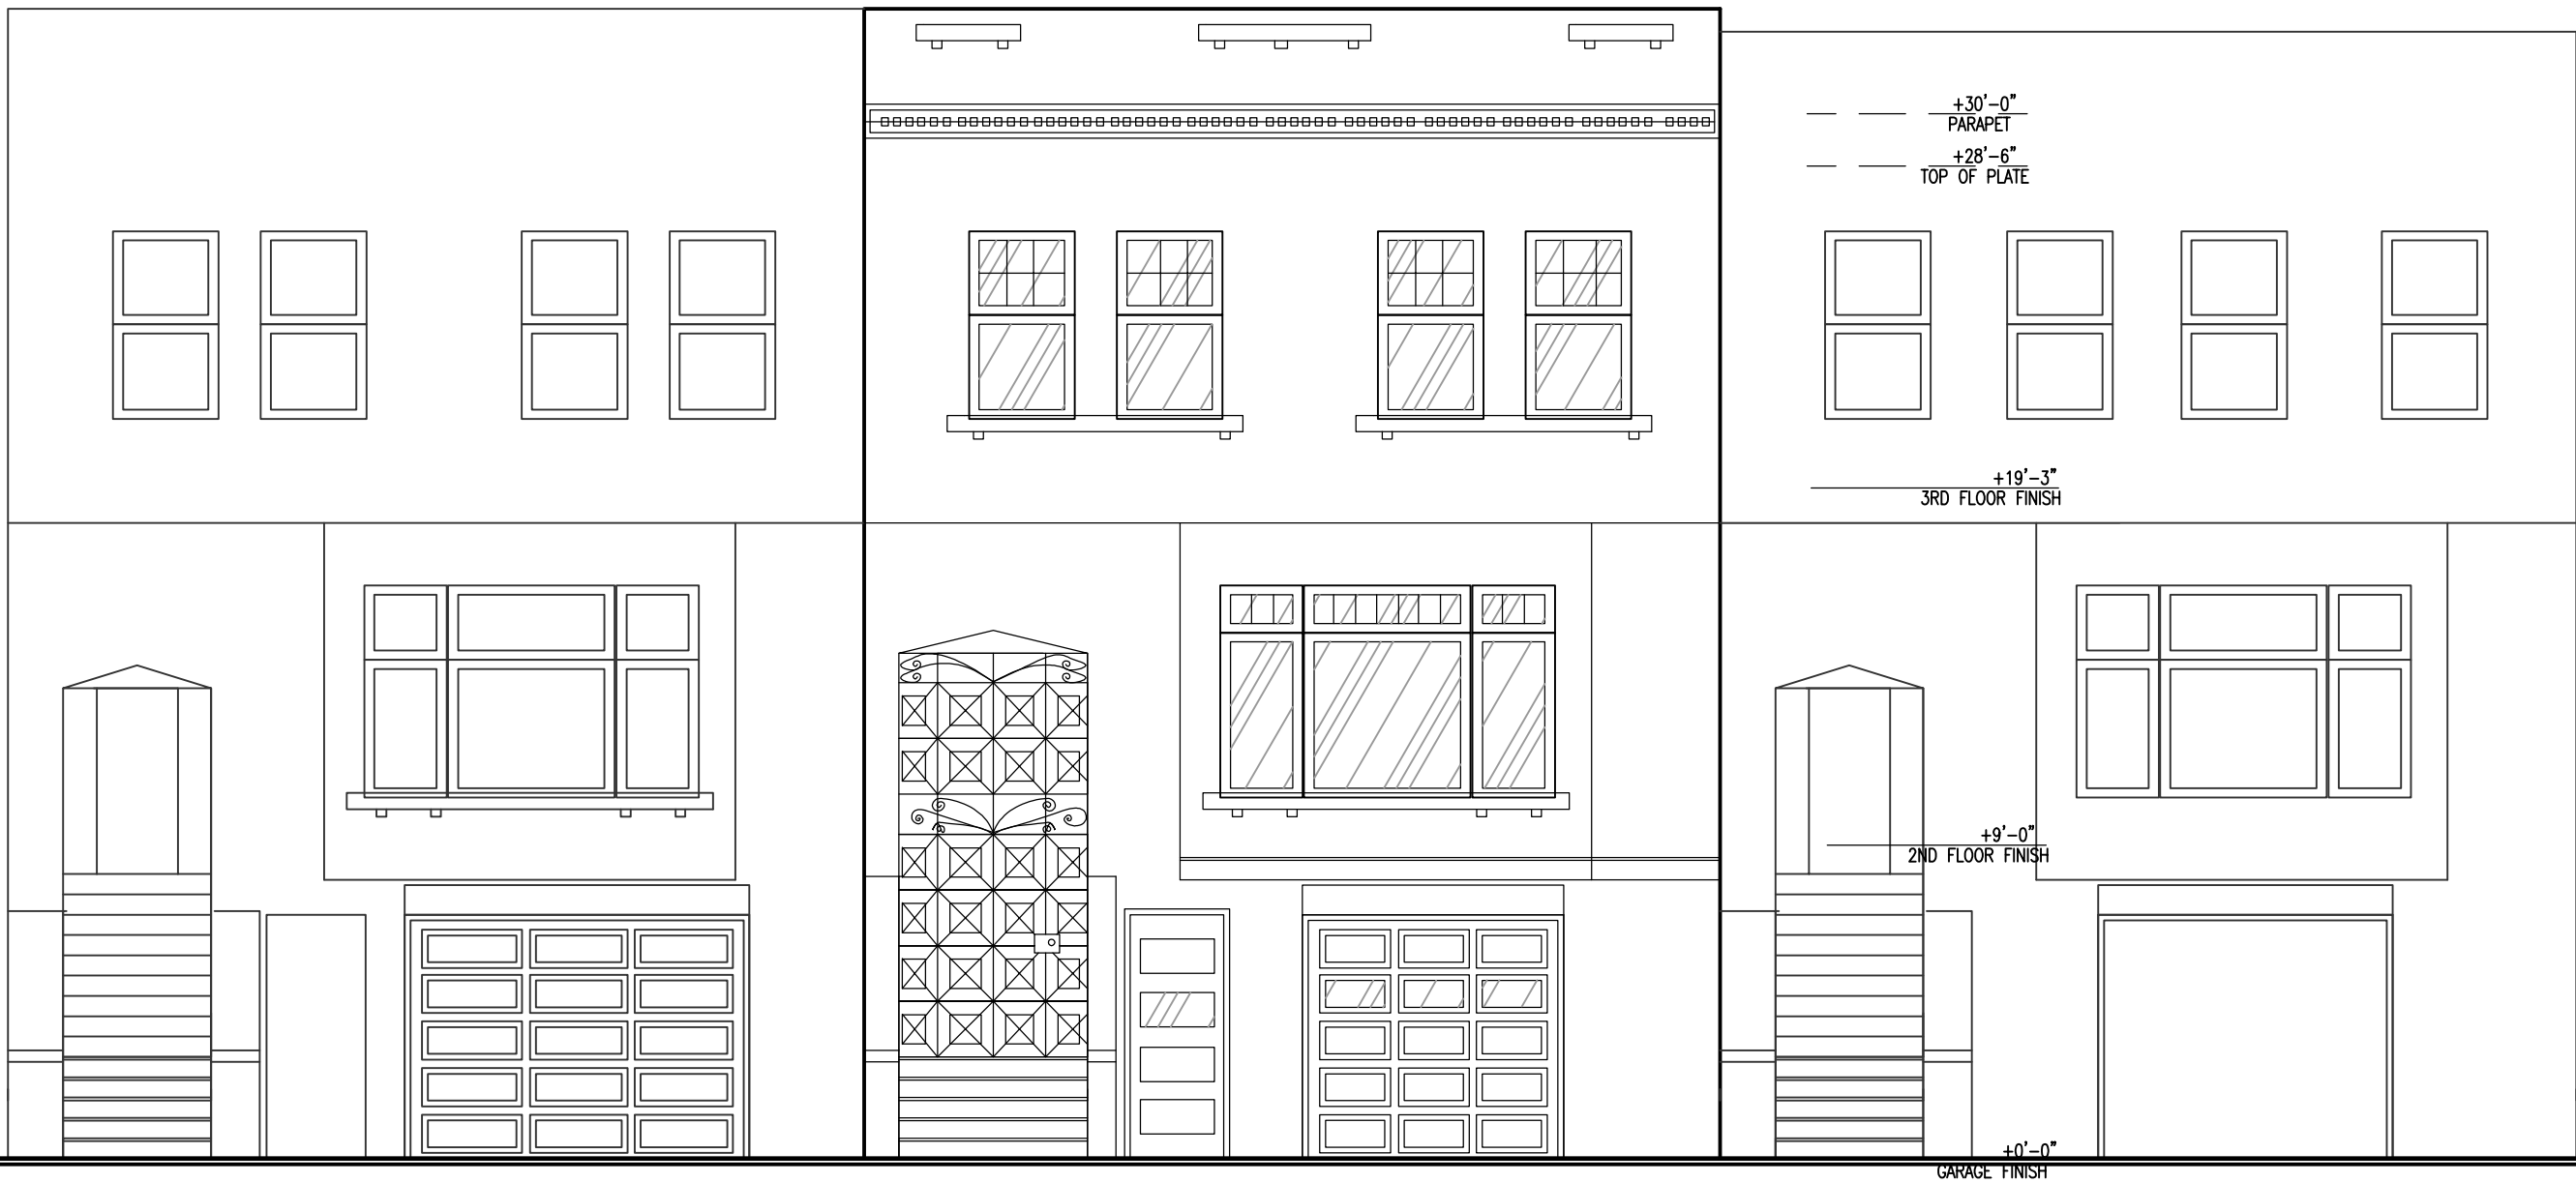 +30'-0"
PARAPET
+28'-6"
TOP OF PLATE
+19'-3"
3RD FLOOR FINISH
+9'-0"
2ND FLOOR FINISH
+0'-0"
GARAGE FINISH